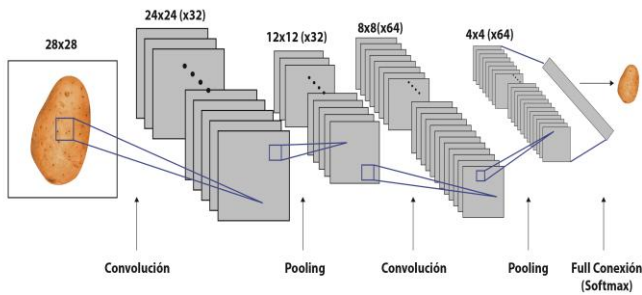 28x28
24x24 (x32)
12x12 (x32)
8x8(x64)
4x4 (x64)
Convolución
Pooling
Convolución
Pooling
Full Conexión
(Softmax)